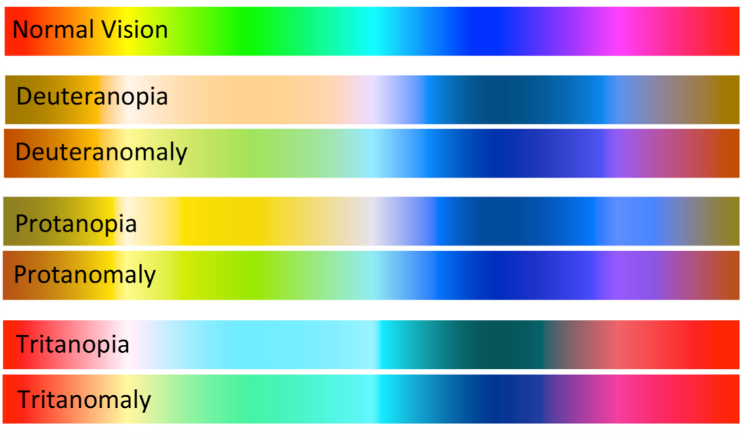 Normal Vision
Deuteranopia
Deuteranomaly
Protanopia
Protanomaly
Tritanopia
Tritanomaly